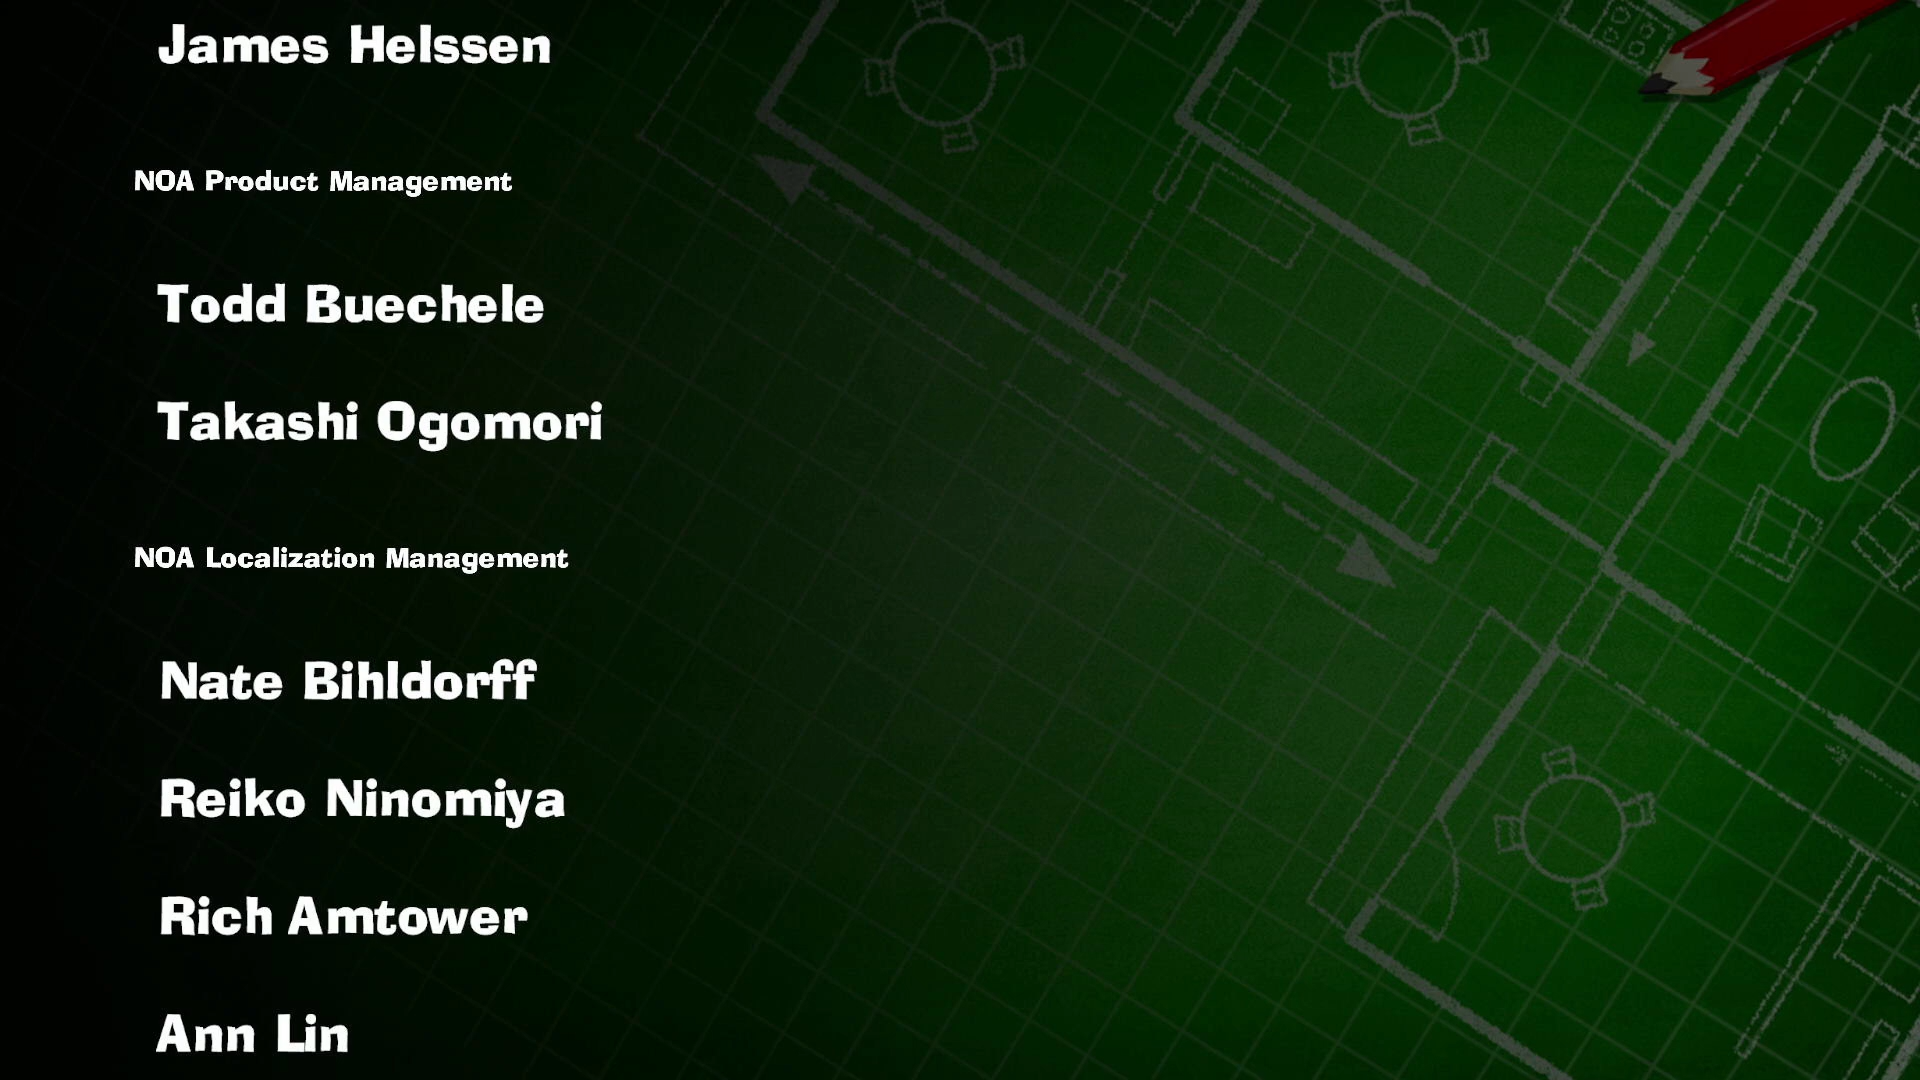 James Helssen
NOA Product Management
Todd Buechele
Takashi Ogomori
NOA Localization Management
Nate Bihldorff
Reiko Ninomiya
Rich Amtower
Ann Lin